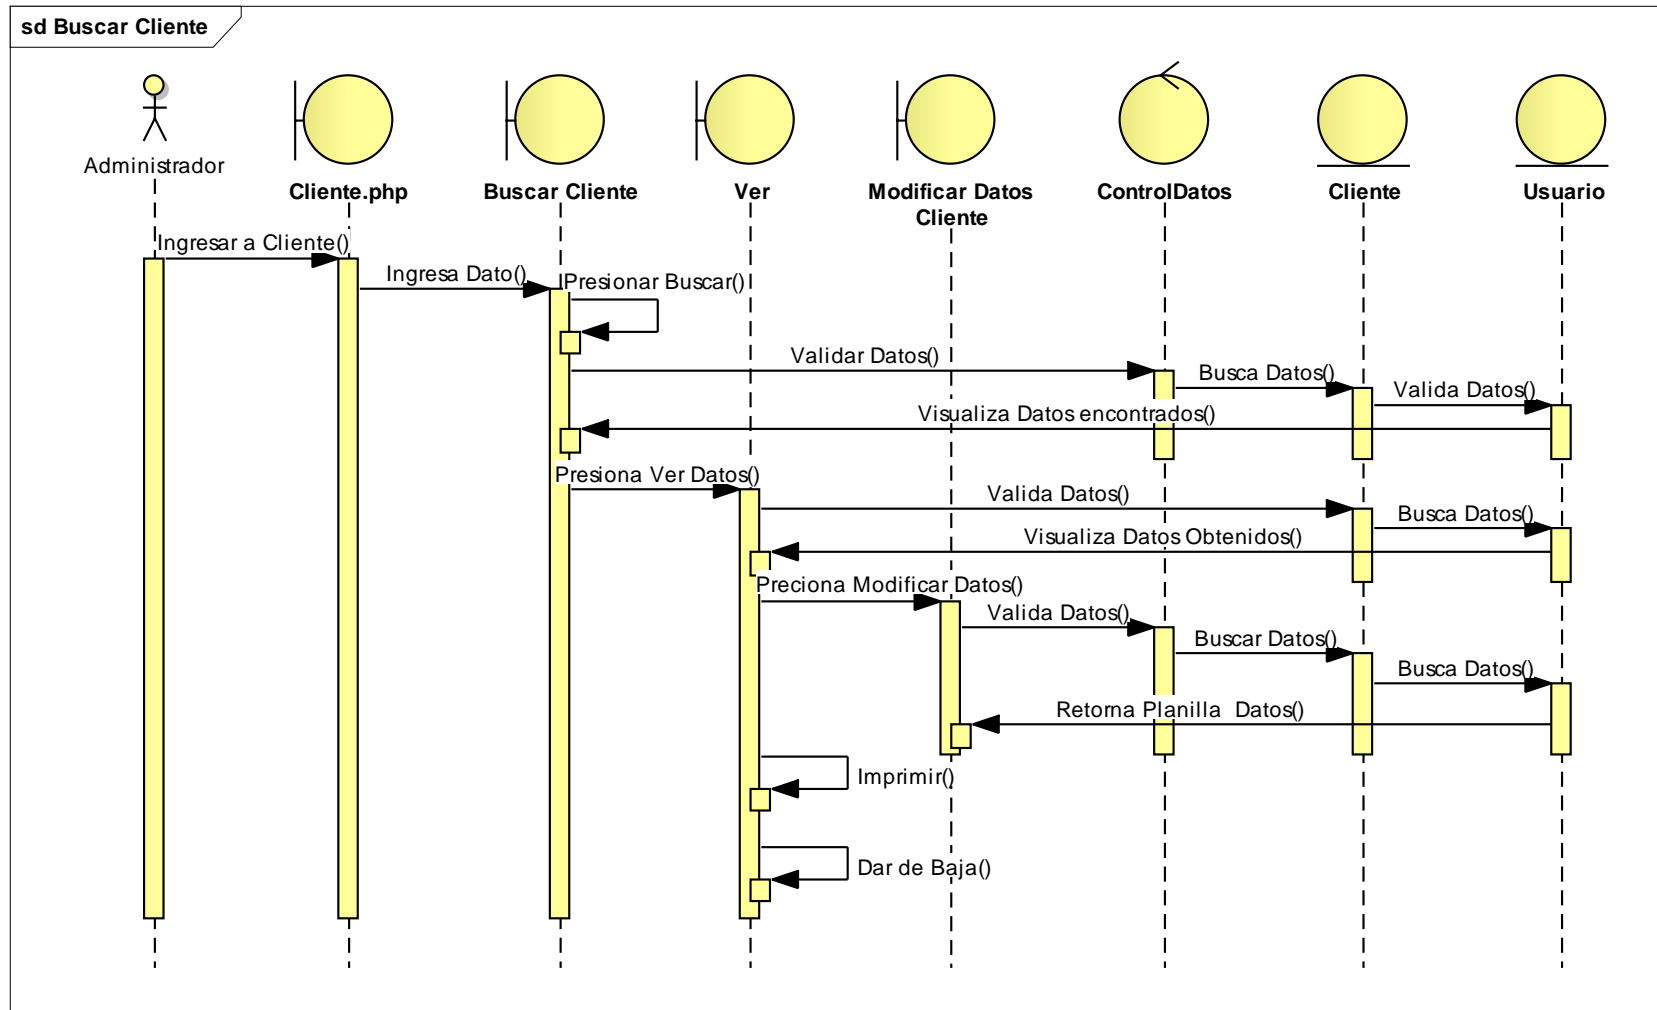 sd Buscar Cliente
Administrador
Cliente.php
Buscar Cliente
Ver
Modificar Datos
Cliente
ControlDatos
Cliente
Usuario
Ingresar a Cliente()
Ingresa Dato()
Presionar Buscar()
Validar Datos()
Busca Datos()
Valida Datos()
Visualiza Datos encontrados()
Presiona Ver Datos()
Valida Datos()
Busca Datos()
Visualiza Datos Obtenidos()
Preciona Modificar Datos()
Valida Datos()
Buscar Datos()
Busca Datos()
Retorna Planilla  Datos()
Imprimir()
Dar de Baja()